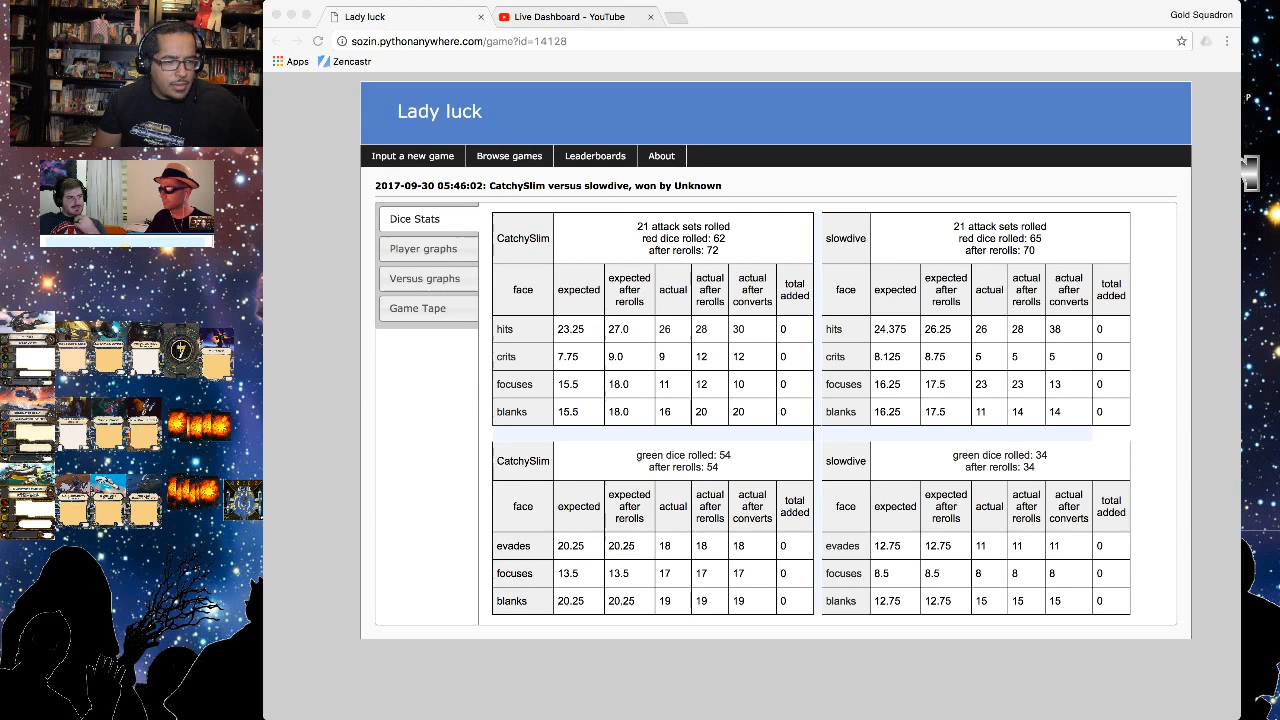 Lady luck
Live Dashboard - YouTube
Gold Squadron
sozin.pythonanywhere.com/game?id=14128
Apps
Zencastr
Lady luck
Input a new game
Browse games
Leaderboards
About
2017-09-30 05:46:02: CatchySlim versus slowdive, won by Unknown
Dice Stats
Player graphs
Versus graphs
Game Tape
CatchySlim
21 attack sets rolled
red dice rolled: 62
after rerolls: 72
face expected expected after rerolls actual actual after rerolls actual after converts total added
hits 23.25 27.0 26 28 30 0
crits 7.75 9.0 9 12 12 0
focuses 15.5 18.0 11 12 10 0
blanks 15.5 18.0 16 20 20 0
slowdive
21 attack sets rolled
red dice rolled: 65
after rerolls: 70
face expected expected after rerolls actual actual after rerolls actual after converts total added
hits 24.375 26.25 26 28 38 0
crits 8.125 8.75 5 5 5 0
focuses 16.25 17.5 23 23 13 0
blanks 16.25 17.5 11 14 14 0
CatchySlim
green dice rolled: 54
after rerolls: 54
face expected expected after rerolls actual actual after rerolls actual after converts total added
evades 20.25 20.25 18 18 18 0
focuses 13.5 13.5 17 17 17 0
blanks 20.25 20.25 19 19 19 0
slowdive
green dice rolled: 34
after rerolls: 34
face expected expected after rerolls actual actual after rerolls actual after converts total added
evades 12.75 12.75 11 11 11 0
focuses 8.5 8.5 8 8 8 0
blanks 12.75 12.75 15 15 15 0